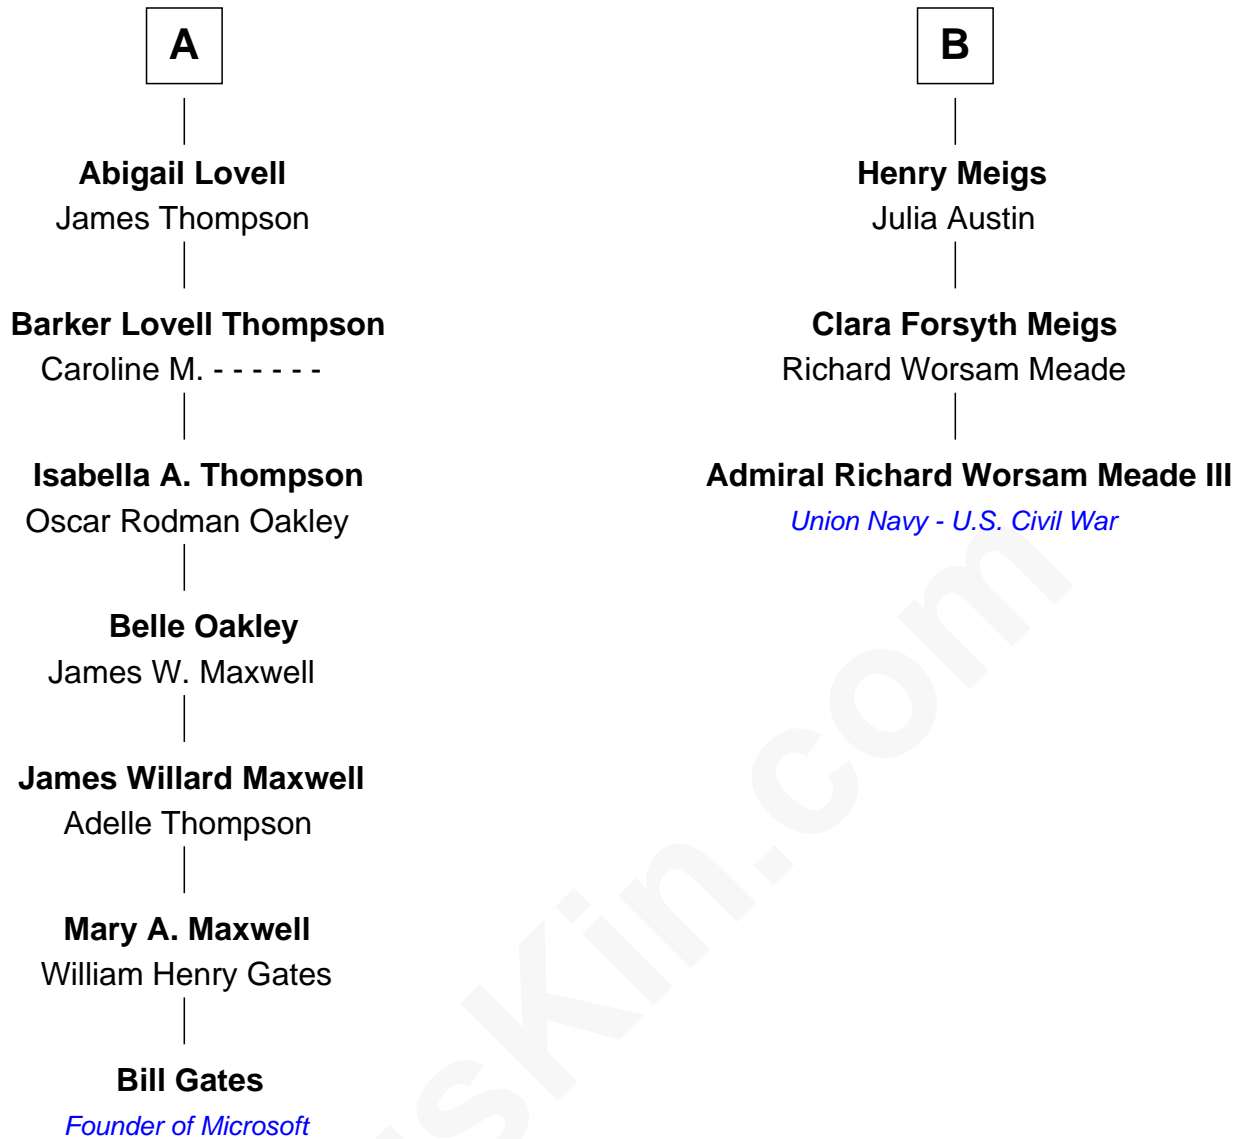 A
Abigail Lovell
James Thompson
Barker Lovell Thompson
Caroline M. - - - - - -
Isabella A. Thompson
Oscar Rodman Oakley
Belle Oakley
James W. Maxwell
James Willard Maxwell
Adelle Thompson
Mary A. Maxwell
William Henry Gates
Bill Gates
Founder of Microsoft
B
Henry Meigs
Julia Austin
Clara Forsyth Meigs
Richard Worsam Meade
Admiral Richard Worsam Meade III
Union Navy - U.S. Civil War
sKin.com